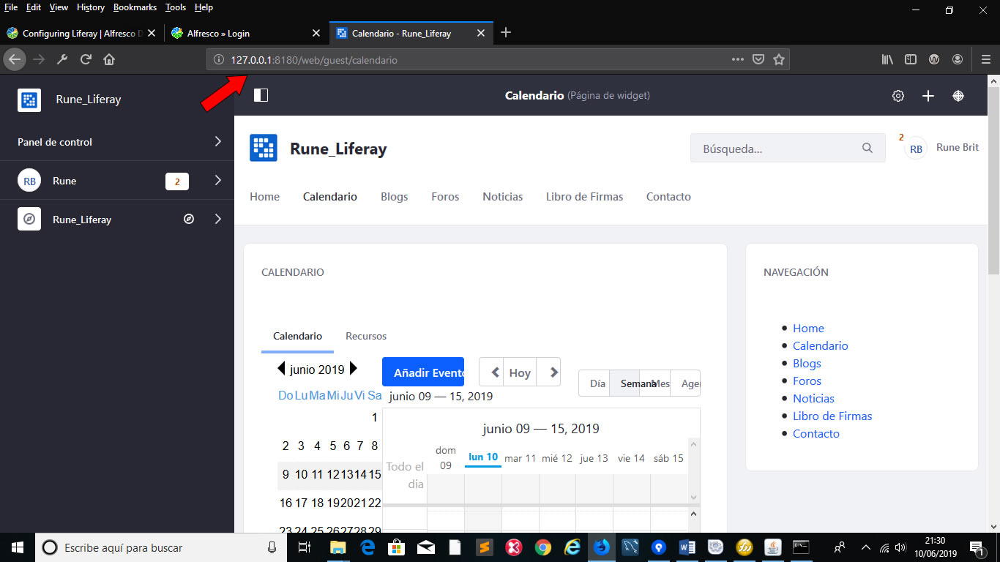 File Edit View History Bookmarks Tools Help
Configuring Liferay | Alfresco D
Alfresco » Login
Calendario - Rune_Liferay
127.0.0.1:8180/web/guest/calendario
Rune_Liferay
Calendario (Página de widget)
Panel de control
RB Rune 2
Rune_Liferay
Rune_Liferay
Búsqueda...
2 RB Rune Brit
Home Calendario Blogs Foros Noticias Libro de Firmas Contacto
CALENDARIO
Calendario Recursos
junio 2019
Añadir Evento
Hoy
Día Semana Mes Agen
Do Lu Ma Mi Ju Vi Sa
junio 09 — 15, 2019
1
2 3 4 5 6 7 8
9 10 11 12 13 14 15
16 17 18 19 20 21 22
23 24 25 26 27 28 29
junio 09 — 15, 2019
dom 09 lun 10 mar 11 mié 12 jue 13 vie 14 sáb 15
Todo el
dia
NAVEGACIÓN
Home
Calendario
Blogs
Foros
Noticias
Libro de Firmas
Contacto
Escribe aquí para buscar
21:30
10/06/2019
1